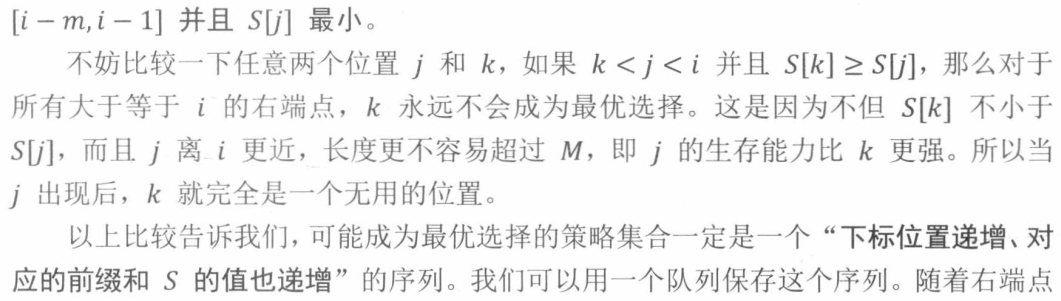 [i − m, i − 1] 并且 S[j] 最小。
不妨比较一下任意两个位置 j 和 k，如果 k < j < i 并且 S[k] ≥ S[j]，那么对于
所有大于等于 i 的右端点，k 永远不会成为最优选择。这是因为不但 S[k] 不小于
S[j]，而且 j 离 i 更近，长度更不容易超过 M，即 j 的生存能力比 k 更强。所以当
j 出现后，k 就完全是一个无用的位置。
以上比较告诉我们，可能成为最优选择的策略集合一定是一个“下标位置递增、对
应的前缀和 S 的值也递增”的序列。我们可以用一个队列保存这个序列。随着右端点